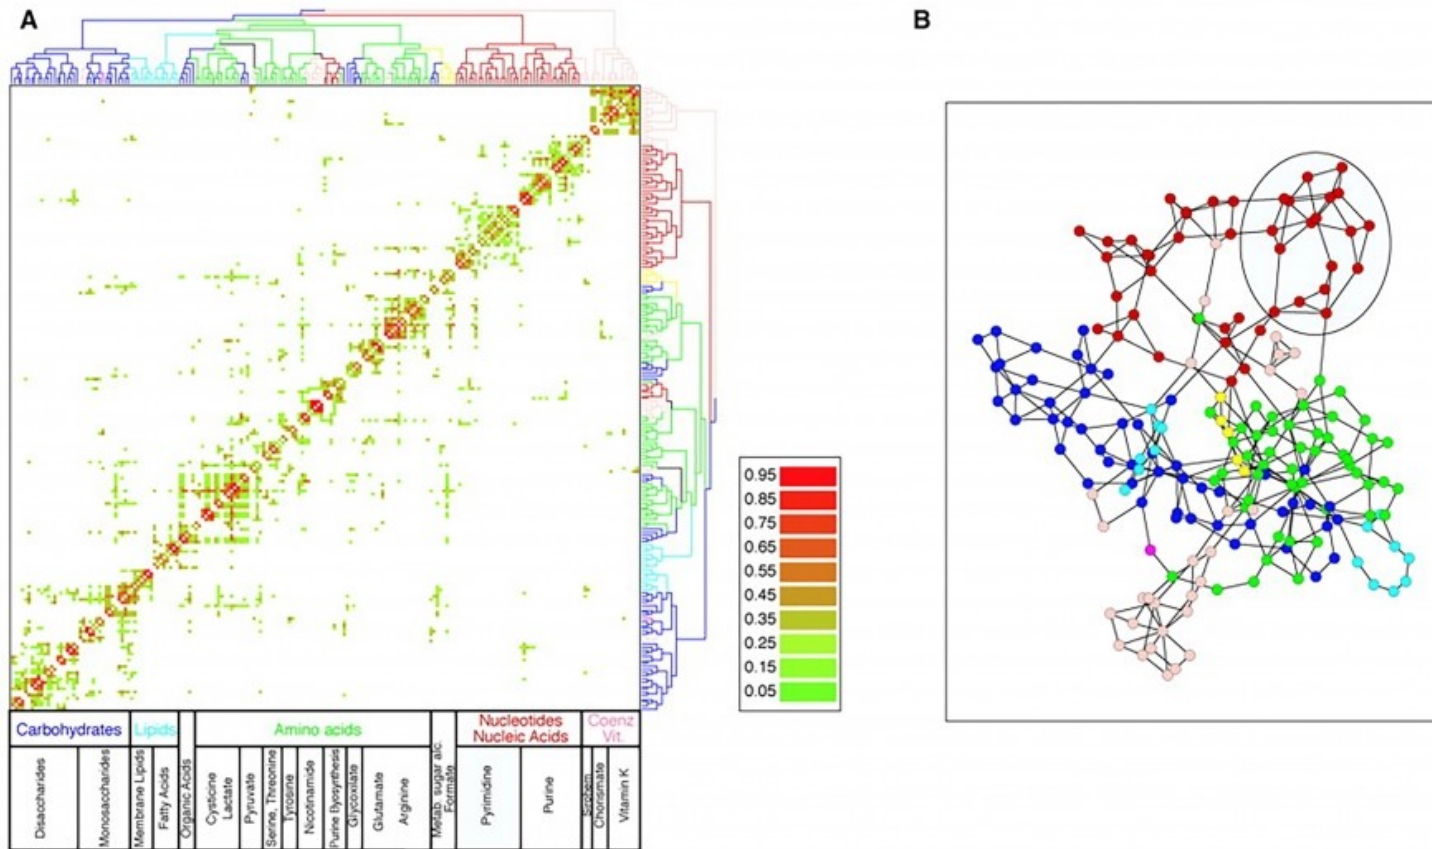 A
B
0.95
0.85
0.75
0.65
0.55
0.45
0.35
0.25
0.15
0.05
Carbohydrates
Lipids
Amino acids
Nucleotides
Nucleic Acids
Coenz
Vit.
Disaccharides
Monosaccharides
Membrane Lipids
Fatty Acids
Organic Acids
Cysticine
Lactate
Pyruvate
Serine, Threonine
Tyrosine
Nicotinamide
Purine Byosynthesis
Glycoxilate
Glutamate
Arginine
Metab. sugar alc.
Formate
Pyrimidine
Purine
Srohem
Chorismate
Vitamin K